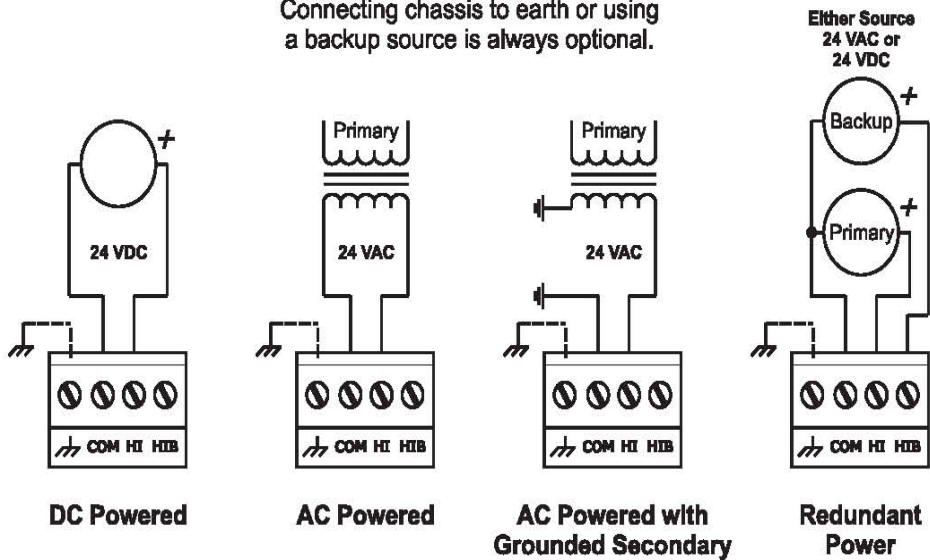 Connecting chassis to earth or using
a backup source is always optional.
Either Source
24 VAC or
24 VDC
+
Backup
+
Primary
+
24 VDC
Primary
24 VAC
Primary
24 VAC
COM HI HIB
COM HI HIB
COM HI HIB
COM HI HIB
DC Powered
AC Powered
AC Powered with
Grounded Secondary
Redundant
Power